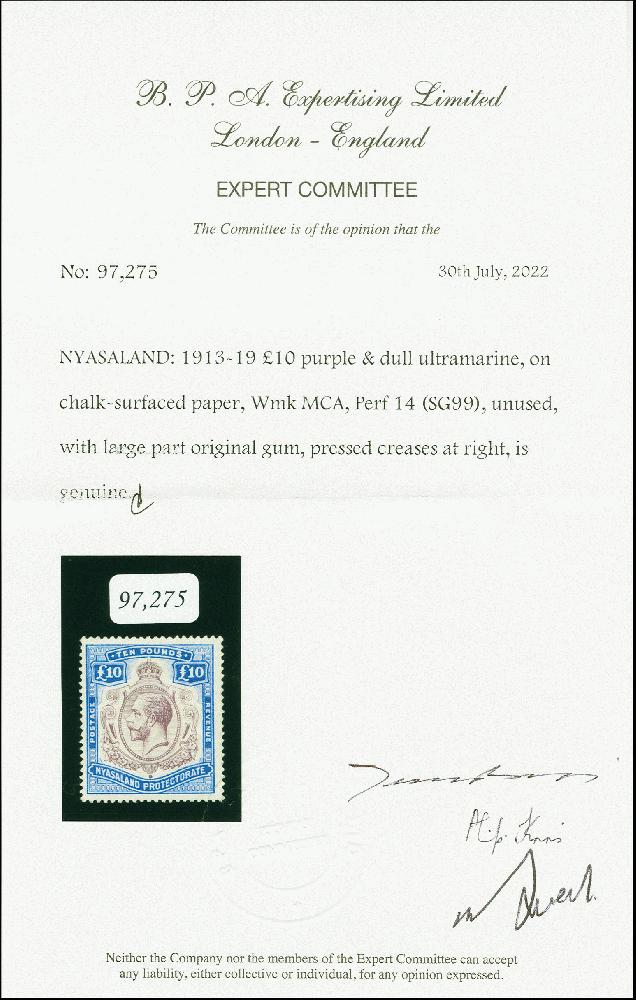 B. P. A. Expertising Limited
London - England
EXPERT COMMITTEE
The Committee is of the opinion that the
No: 97,275
30th July, 2022
NYASALAND: 1913-19 £10 purple & dull ultramarine, on
chalk-surfaced paper, Wmk MCA, Perf 14 (SG99), unused,
with large part original gum, pressed creases at right, is
genuine.
97,275
TEN POUNDS
£10 £10
POSTAGE
REVENUE
NYASALAND PROTECTORATE
Neither the Company nor the members of the Expert Committee can accept
any liability, either collective or individual, for any opinion expressed.